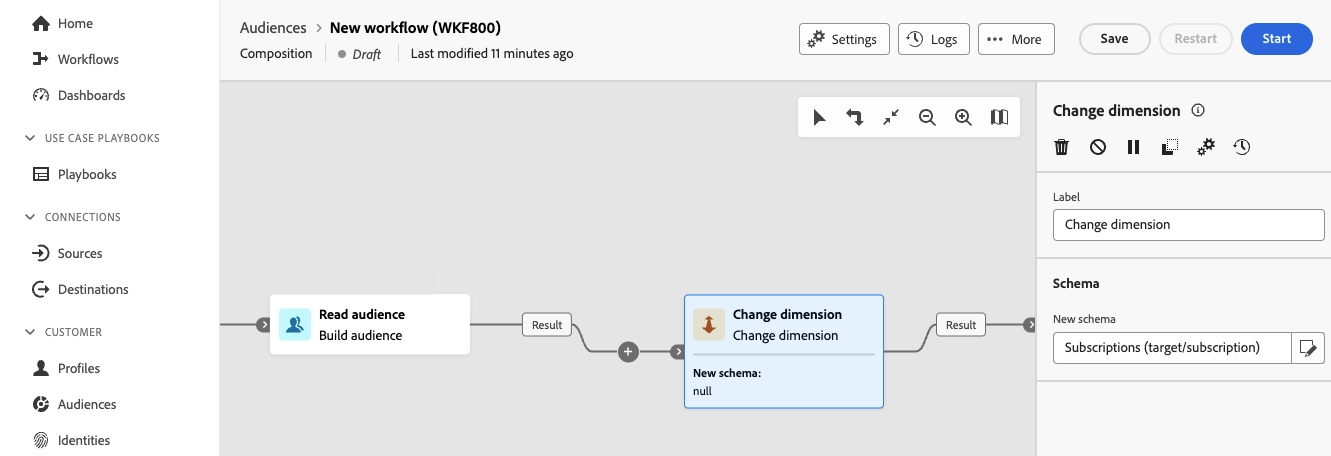 Home
Workflows
Dashboards
USE CASE PLAYBOOKS
Playbooks
CONNECTIONS
Sources
Destinations
CUSTOMER
Profiles
Audiences
Identities
Audiences > New workflow (WKF800)
Composition Draft Last modified 11 minutes ago
Settings Logs More Save Restart Start
Read audience
Build audience
Result
Change dimension
Change dimension
New schema:
null
Result
Change dimension
Label
Change dimension
Schema
New schema
Subscriptions (target/subscription)